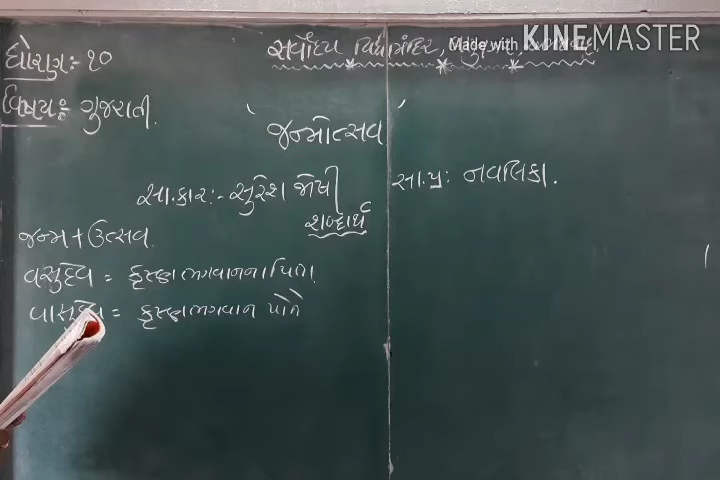 ધોરણ:- ૧૦
સર્વોદય વિદ્યામંદિર,
Made with KINEMASTER
વિષય:- ગુજરાતી.
' જન્મોત્સવ '
સા.કાર:- સુરેશ જોષી
સા.પ્ર: નવલિકા.
શબ્દાર્થ
જન્મ + ઉત્સવ.
વસુદેવ = કૃષ્ણ ભગવાનના પિતા.
વાસુદેવ = કૃષ્ણ ભગવાન પોતે